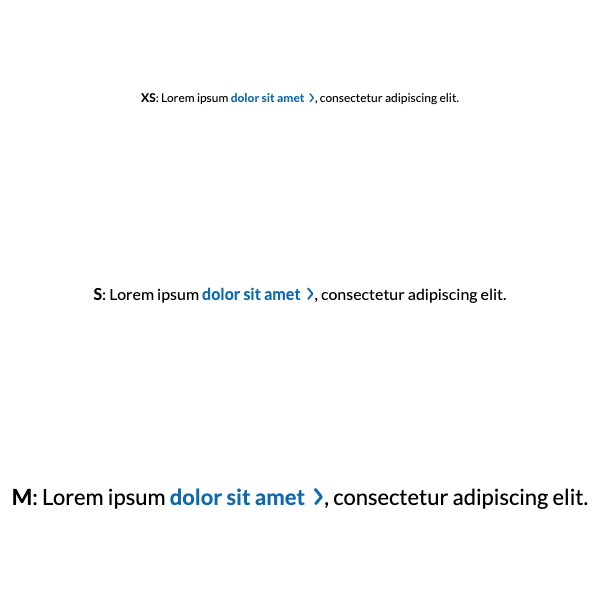 XS: Lorem ipsum dolor sit amet ❯, consectetur adipiscing elit.
S: Lorem ipsum dolor sit amet ❯, consectetur adipiscing elit.
M: Lorem ipsum dolor sit amet ❯, consectetur adipiscing elit.